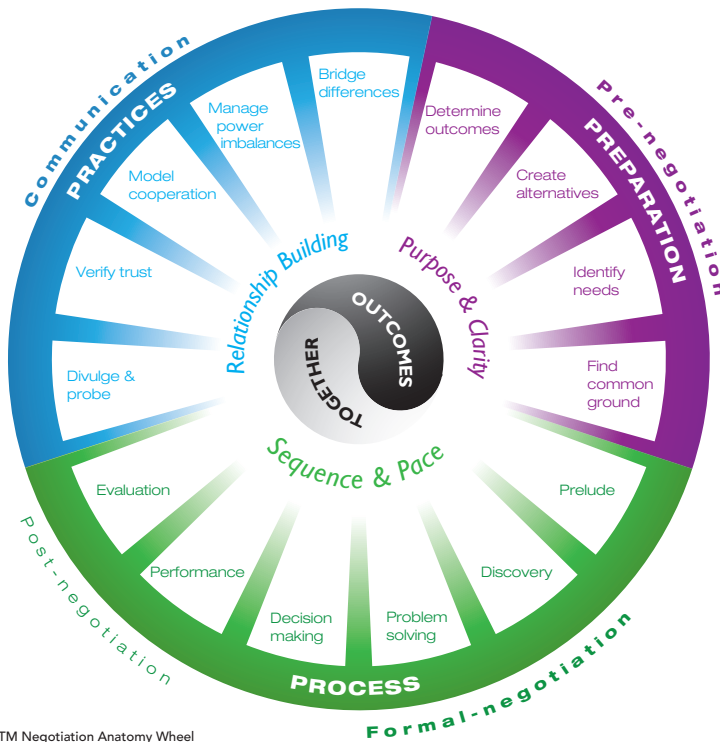 Communication
PRACTICES
Bridge
differences
Manage
power
imbalances
Model
cooperation
Verify trust
Divulge &
probe
Relationship Building
Pre-negotiation
PREPARATION
Determine
outcomes
Create
alternatives
Identify
needs
Find
common
ground
Purpose & Clarity
OUTCOMES
TOGETHER
Sequence & Pace
Prelude
Discovery
Problem
solving
Decision
making
Performance
Evaluation
PROCESS
Formal-negotiation
Post-negotiation
TM Negotiation Anatomy Wheel